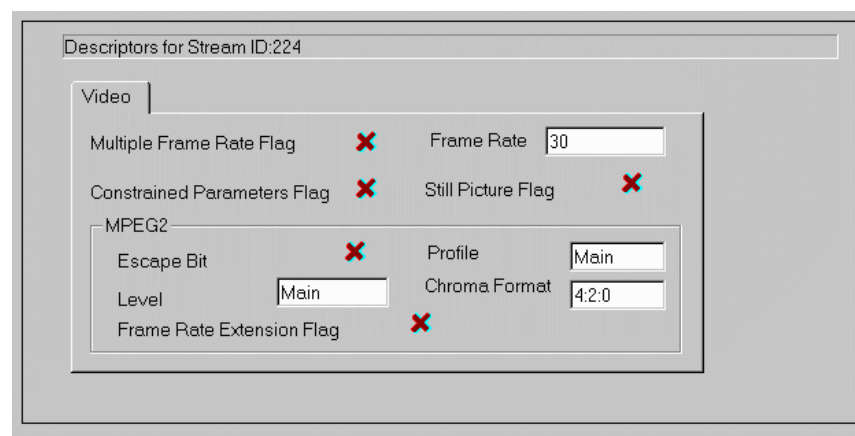 Descriptors for Stream ID:224
Video
Multiple Frame Rate Flag
Frame Rate 30
Constrained Parameters Flag
Still Picture Flag
MPEG2
Escape Bit
Profile Main
Level Main
Chroma Format 4:2:0
Frame Rate Extension Flag